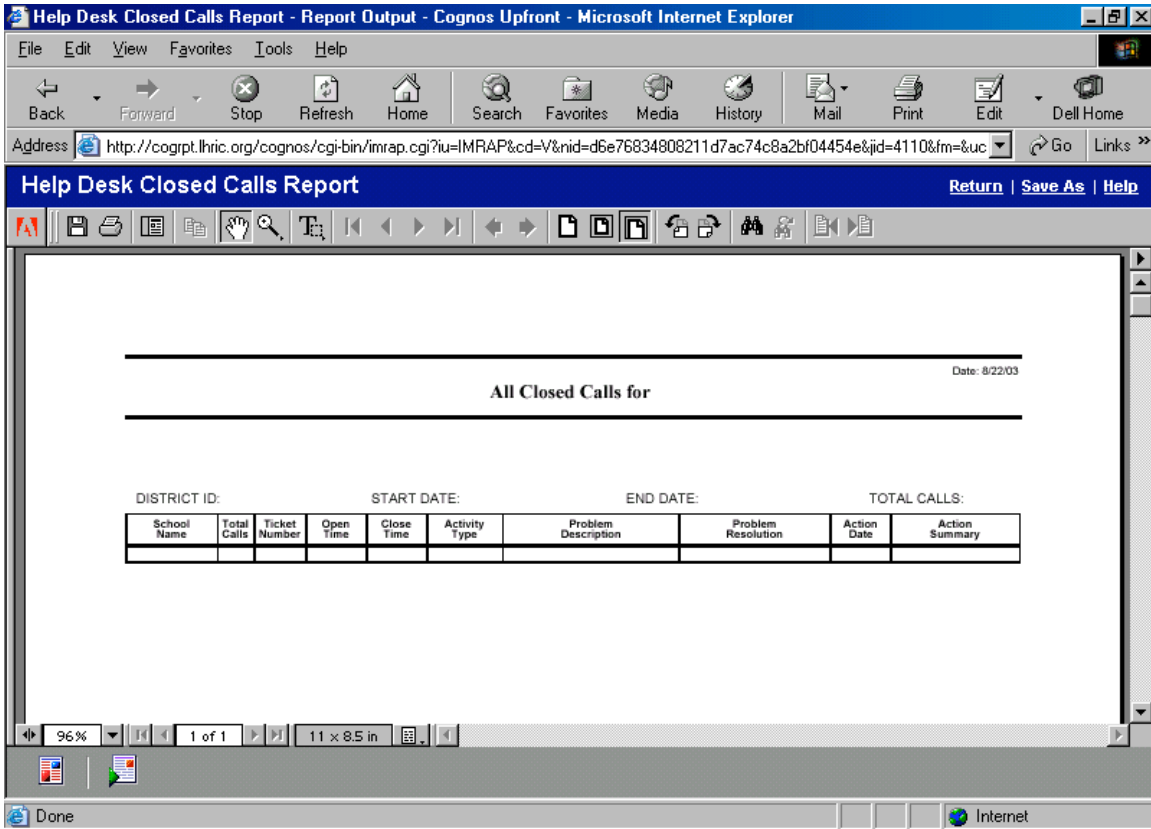 Help Desk Closed Calls Report - Report Output - Cognos Upfront - Microsoft Internet Explorer
File Edit View Favorites Tools Help
Back Forward Stop Refresh Home Search Favorites Media History Mail Print Edit Dell Home
Address http://cogrpt.lhric.org/cognos/cgi-bin/imrap.cgi?iu=IMRAP&cd=V&nid=d6e76834808211d7ac74c8a2bf04454e&jid=4110&fm=&uc Go Links »
Help Desk Closed Calls Report Return | Save As | Help
Date: 8/22/03
All Closed Calls for
DISTRICT ID: START DATE: END DATE: TOTAL CALLS:
School Name Total Calls Ticket Number Open Time Close Time Activity Type Problem Description Problem Resolution Action Date Action Summary
96% 1 of 1 11 x 8.5 in
Done Internet